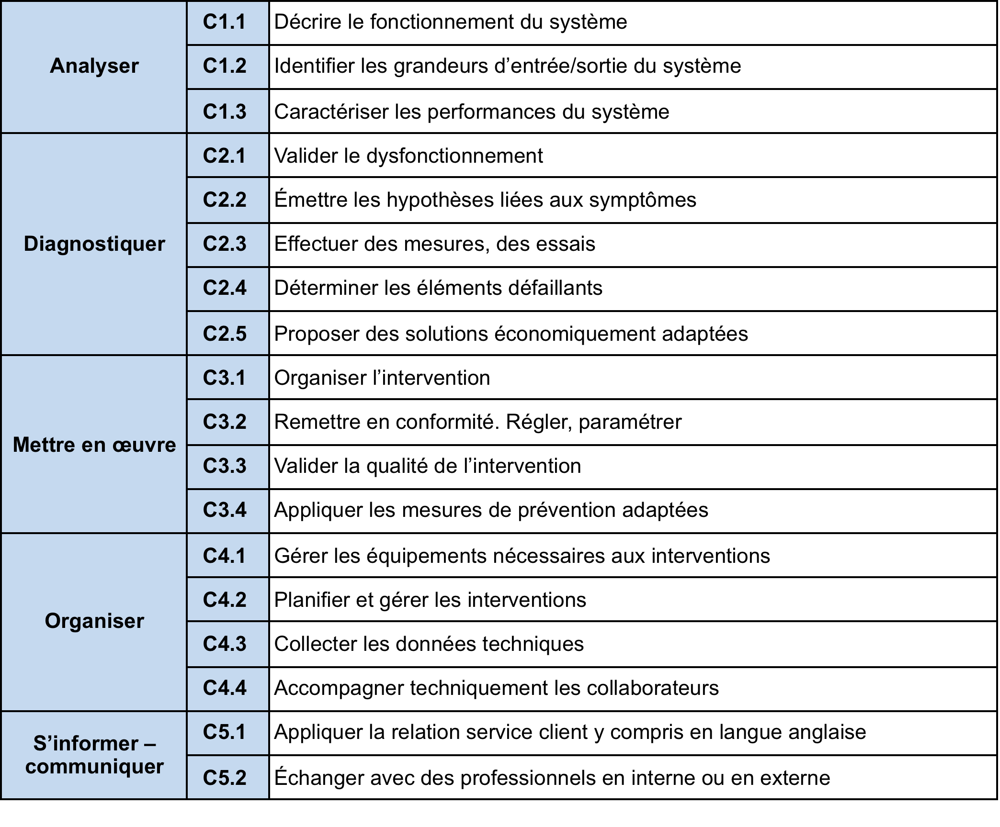 Analyser
C1.1 Décrire le fonctionnement du système
C1.2 Identifier les grandeurs d’entrée/sortie du système
C1.3 Caractériser les performances du système
Diagnostiquer
C2.1 Valider le dysfonctionnement
C2.2 Émettre les hypothèses liées aux symptômes
C2.3 Effectuer des mesures, des essais
C2.4 Déterminer les éléments défaillants
C2.5 Proposer des solutions économiquement adaptées
Mettre en œuvre
C3.1 Organiser l’intervention
C3.2 Remettre en conformité. Régler, paramétrer
C3.3 Valider la qualité de l’intervention
C3.4 Appliquer les mesures de prévention adaptées
Organiser
C4.1 Gérer les équipements nécessaires aux interventions
C4.2 Planifier et gérer les interventions
C4.3 Collecter les données techniques
C4.4 Accompagner techniquement les collaborateurs
S’informer –
communiquer
C5.1 Appliquer la relation service client y compris en langue anglaise
C5.2 Échanger avec des professionnels en interne ou en externe